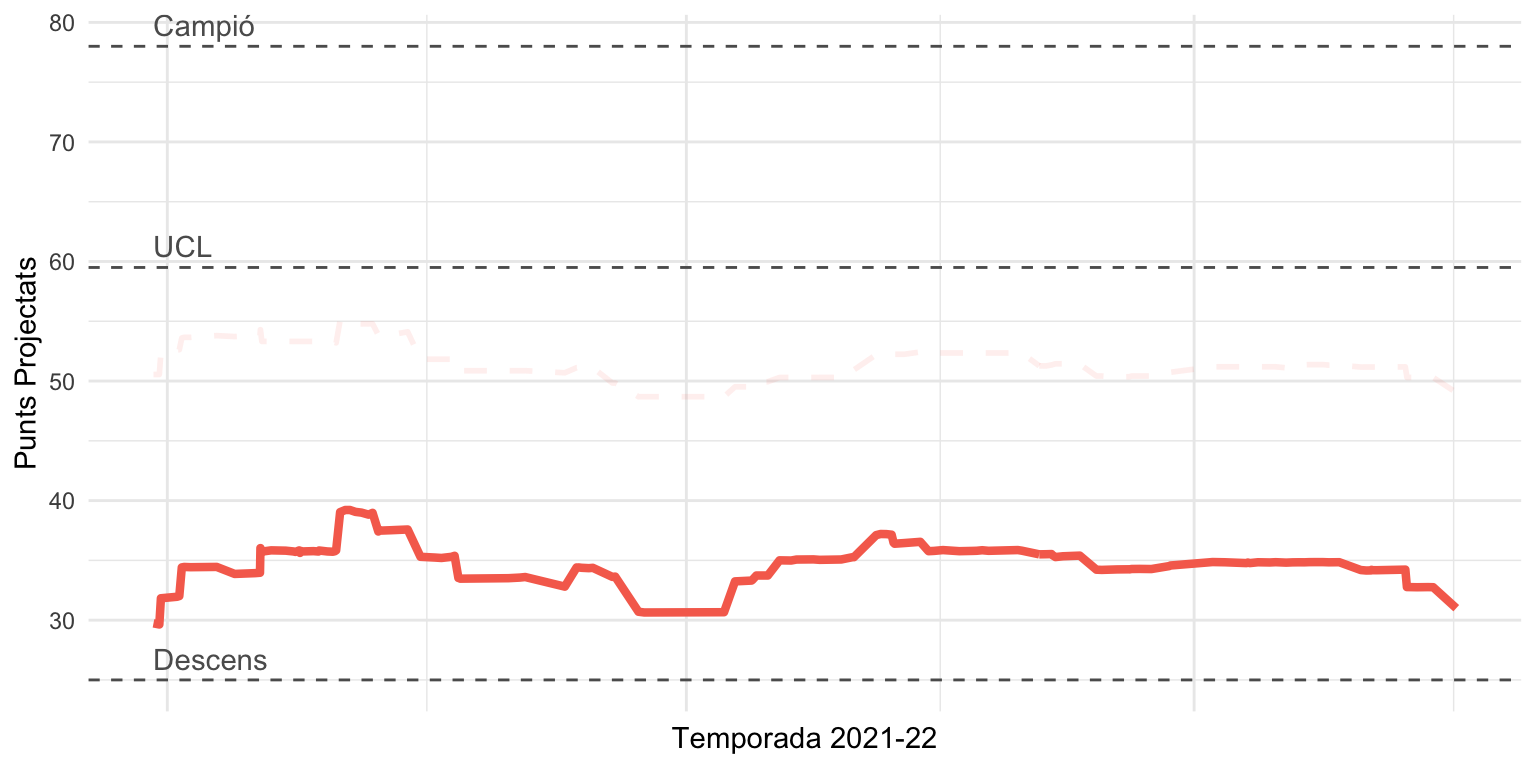 80
Campió
70
UCL
60
50
40
30
Descens
Punts Projectats
Temporada 2021-22